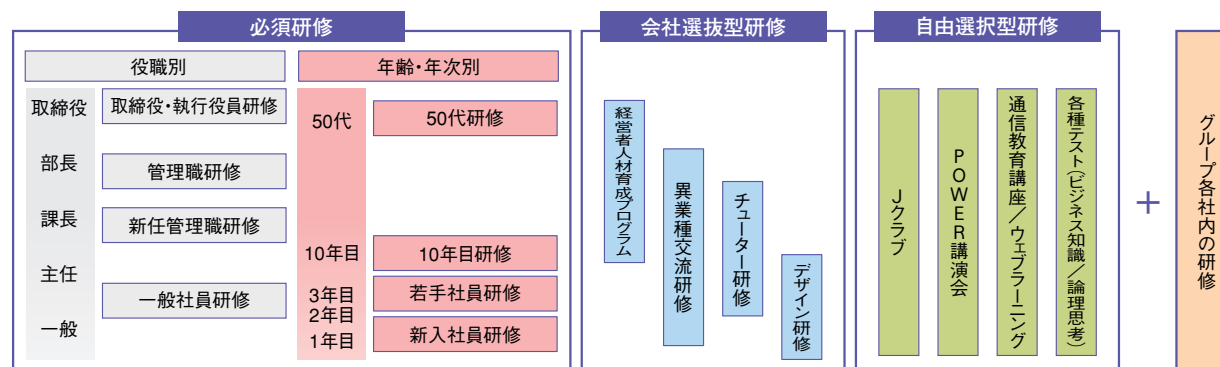 必須研修
役職別
取締役
部長
課長
主任
一般
取締役・執行役員研修
管理職研修
新任管理職研修
一般社員研修
年齢・年次別
50代
10年目
3年目
2年目
1年目
50代研修
10年目研修
若手社員研修
新入社員研修
会社選抜型研修
経営者人材育成プログラム
異業種交流研修
チューター研修
デザイン研修
自由選択型研修
Jクラブ
POWER講演会
通信教育講座／ウェブラーニング
各種テスト（ビジネス知識／論理思考）
＋
グループ各社内の研修